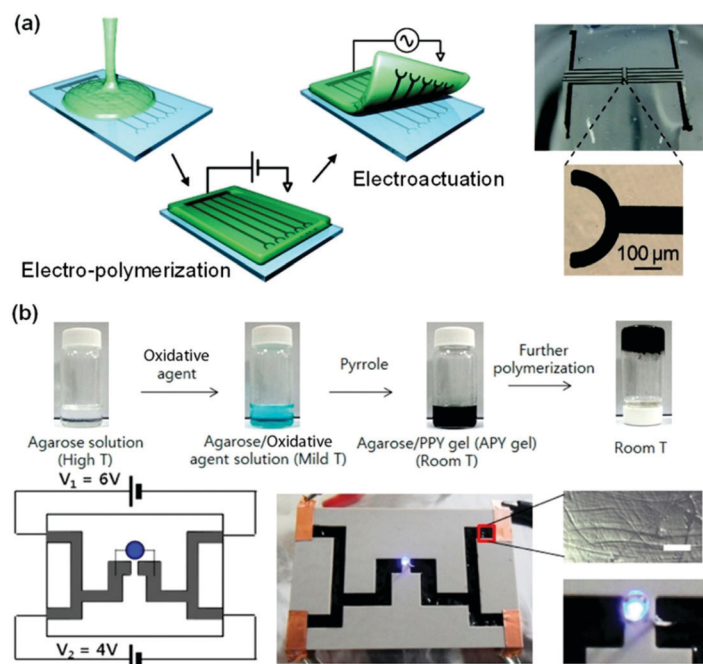 (a)
Electroactuation
Electro-polymerization
100 µm
(b)
Oxidative
agent
Pyrrole
Further
polymerization
Agarose solution
(High T)
Agarose/Oxidative
agent solution (Mild T)
Agarose/PPY gel (APY gel)
(Room T)
Room T
V₁ = 6V
V₂ = 4V